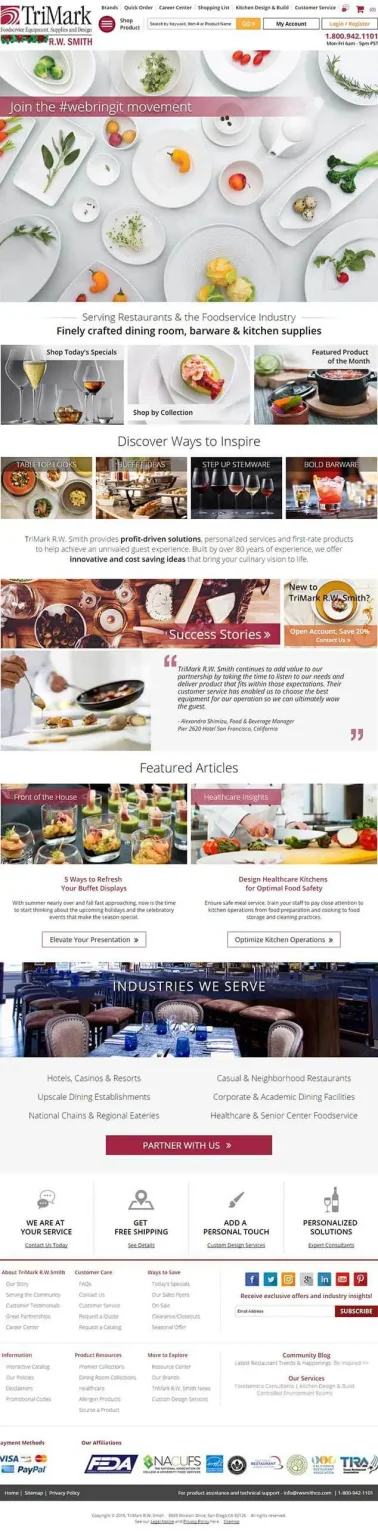 TriMark
Foodservice Equipment, Supplies and Design
R.W. SMITH
Brands Quick Order Career Center Shopping List Kitchen Design & Build Customer Service (0)
Shop Product
Search by Keyword, Item # or Product Name GO My Account Login / Register
1.800.942.1101
Mon-Fri 6am - 5pm PST
Join the #webringit movement
Serving Restaurants & the Foodservice Industry
Finely crafted dining room, barware & kitchen supplies
Shop Today's Specials
Shop by Collection
Featured Product
of the Month
Discover Ways to Inspire
TABLETOP LOOKS BUFFET IDEAS STEP UP STEMWARE BOLD BARWARE
TriMark R.W. Smith provides profit-driven solutions, personalized services and first-rate products
to help achieve an unrivaled guest experience. Built by over 80 years of experience, we offer
innovative and cost saving ideas that bring your culinary vision to life.
Success Stories »
New to
TriMark R.W. Smith?
Open Account, Save 20%
Contact Us »
“TriMark R.W. Smith continues to add value to our
partnership by taking the time to listen to our needs and
deliver product that fits within those expectations. Their
customer service has enabled us to choose the best
equipment for our operation so we can ultimately wow
the guest.
- Alexandra Shimizu, Food & Beverage Manager
Pier 2620 Hotel San Francisco, California ”
Featured Articles
Front of the House
Healthcare Insights
5 Ways to Refresh
Your Buffet Displays
With summer nearly over and fall fast approaching, now is the time
to start thinking about the upcoming holidays and the celebratory
events that make the season special.
Elevate Your Presentation »
Design Healthcare Kitchens
for Optimal Food Safety
Ensure safe meal service, train your staff to pay close attention to
kitchen operations from food preparation and cooking to food
storage and cleaning practices.
Optimize Kitchen Operations »
INDUSTRIES WE SERVE
Hotels, Casinos & Resorts Casual & Neighborhood Restaurants
Upscale Dining Establishments Corporate & Academic Dining Facilities
National Chains & Regional Eateries Healthcare & Senior Center Foodservice
PARTNER WITH US »
WE ARE AT
YOUR SERVICE
Contact Us Today
GET
FREE SHIPPING
See Details
ADD A
PERSONAL TOUCH
Custom Design Services
PERSONALIZED
SOLUTIONS
Expert Consultants
About TriMark R.W.Smith
Our Story
Serving the Community
Customer Testimonials
Great Partnerships
Career Center
Customer Care
FAQs
Contact Us
Customer Service
Request a Quote
Request a Catalog
Ways to Save
Today's Specials
Our Sales Flyers
On Sale
Clearance/Closeouts
Seasonal Offer
Receive exclusive offers and industry insights!
Email Address SUBSCRIBE
Information
Interactive Catalog
Our Policies
Disclaimers
Promotional Codes
Product Resources
Premier Collections
Dining Room Collections
Healthcare
Allergen Products
Source a Product
More to Explore
Resource Center
Our Brands
TriMark R.W. Smith News
Custom Design Services
Community Blog
Latest Restaurant Trends & Happenings. Be Inspired >>
Our Services
Foodservice Consultants | Kitchen Design & Build
Controlled Environment Rooms
ayment Methods
VISA
PayPal
Our Affiliations
FEDA
NACUFS
THE NATIONAL ASSOCIATION OF
COLLEGE & UNIVERSITY FOOD SERVICES
RESTAURANT
CALIFORNIA
RESTAURANT
ASSOCIATION
TRA
Home | Sitemap | Privacy Policy For product assistance and technical support - info@rwsmithco.com | 1-800-942-1101
All rights reserved.
See our Legal Notice and Privacy Policy here. Sitemap